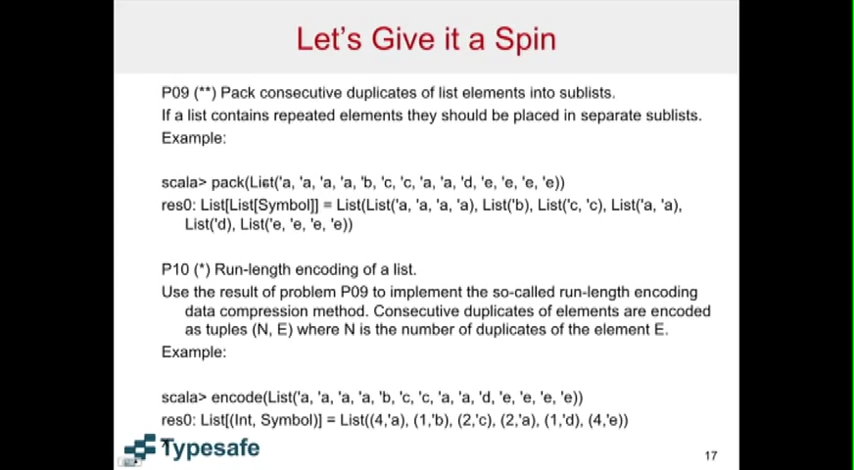 Let's Give it a Spin
P09 (**) Pack consecutive duplicates of list elements into sublists.
If a list contains repeated elements they should be placed in separate sublists.
Example:
scala> pack(List('a, 'a, 'a, 'a, 'b, 'c, 'c, 'a, 'a, 'd, 'e, 'e, 'e, 'e))
res0: List[List[Symbol]] = List(List('a, 'a, 'a, 'a), List('b), List('c, 'c), List('a, 'a),
List('d), List('e, 'e, 'e, 'e))
P10 (*) Run-length encoding of a list.
Use the result of problem P09 to implement the so-called run-length encoding
data compression method. Consecutive duplicates of elements are encoded
as tuples (N, E) where N is the number of duplicates of the element E.
Example:
scala> encode(List('a, 'a, 'a, 'a, 'b, 'c, 'c, 'a, 'a, 'd, 'e, 'e, 'e, 'e))
res0: List[(Int, Symbol)] = List((4,'a), (1,'b), (2,'c), (2,'a), (1,'d), (4,'e))
Typesafe
17